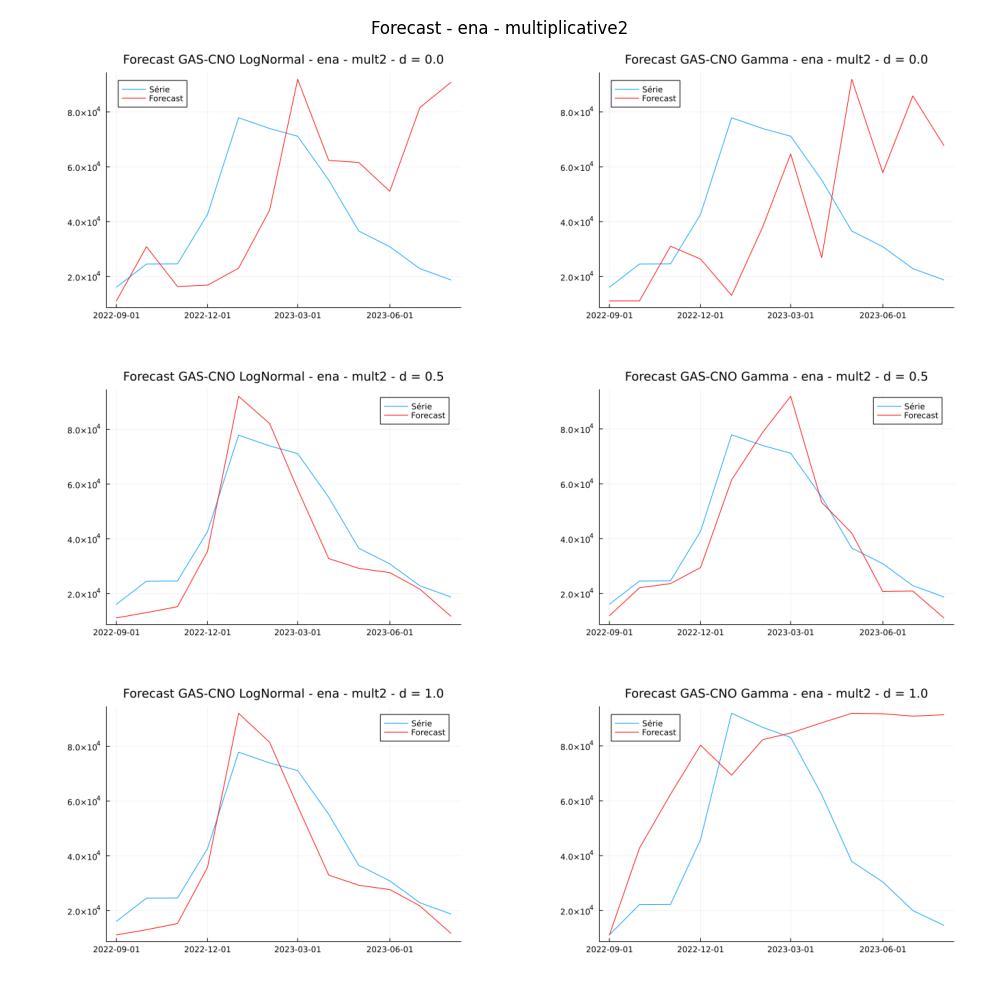 Forecast - ena - multiplicative2
Forecast GAS-CNO LogNormal - ena - mult2 - d = 0.0
Série
Forecast
8.0×10⁴
6.0×10⁴
4.0×10⁴
2.0×10⁴
2022-09-01 2022-12-01 2023-03-01 2023-06-01
Forecast GAS-CNO Gamma - ena - mult2 - d = 0.0
Série
Forecast
8.0×10⁴
6.0×10⁴
4.0×10⁴
2.0×10⁴
2022-09-01 2022-12-01 2023-03-01 2023-06-01
Forecast GAS-CNO LogNormal - ena - mult2 - d = 0.5
Série
Forecast
8.0×10⁴
6.0×10⁴
4.0×10⁴
2.0×10⁴
2022-09-01 2022-12-01 2023-03-01 2023-06-01
Forecast GAS-CNO Gamma - ena - mult2 - d = 0.5
Série
Forecast
8.0×10⁴
6.0×10⁴
4.0×10⁴
2.0×10⁴
2022-09-01 2022-12-01 2023-03-01 2023-06-01
Forecast GAS-CNO LogNormal - ena - mult2 - d = 1.0
Série
Forecast
8.0×10⁴
6.0×10⁴
4.0×10⁴
2.0×10⁴
2022-09-01 2022-12-01 2023-03-01 2023-06-01
Forecast GAS-CNO Gamma - ena - mult2 - d = 1.0
Série
Forecast
8.0×10⁴
6.0×10⁴
4.0×10⁴
2.0×10⁴
2022-09-01 2022-12-01 2023-03-01 2023-06-01